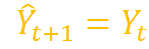 Ŷ_{t+1} = Y_t